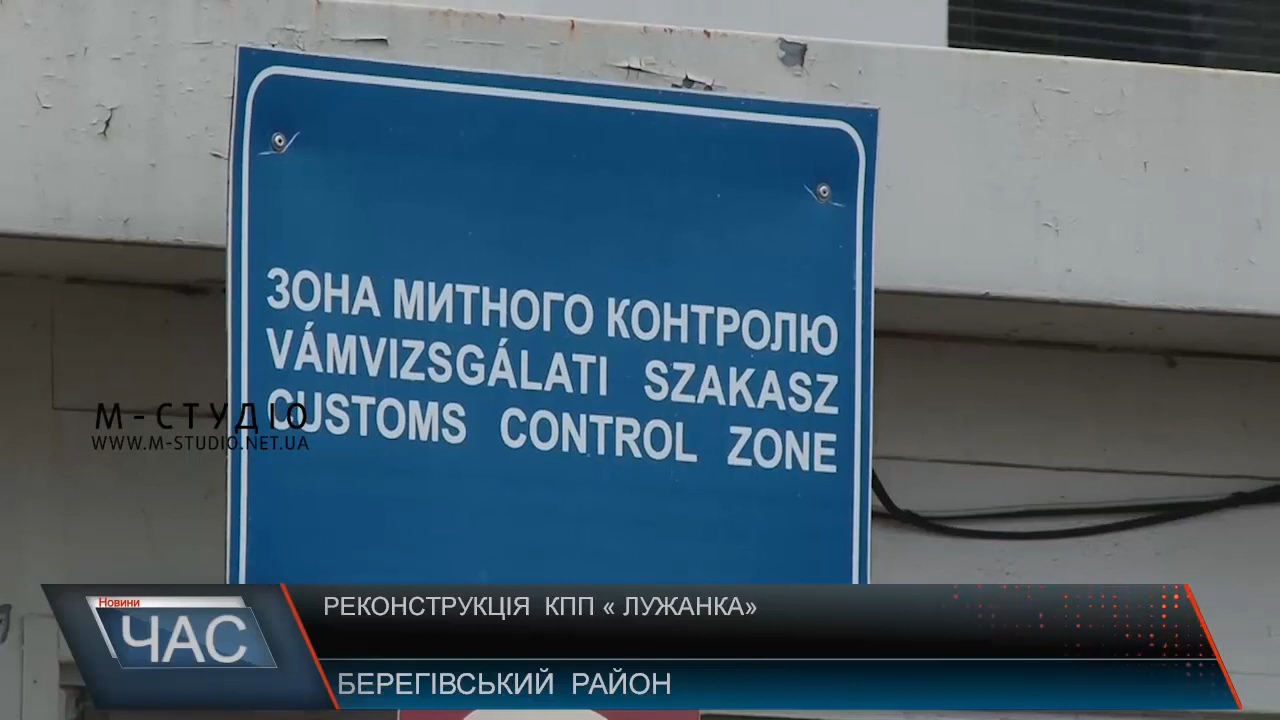 ЗОНА МИТНОГО КОНТРОЛЮ
VÁMVIZSGÁLATI SZAKASZ
CUSTOMS CONTROL ZONE
М-СТУДІО
WWW.M-STUDIO.NET.UA
Новини
ЧАС
РЕКОНСТРУКЦІЯ КПП « ЛУЖАНКА»
БЕРЕГІВСЬКИЙ РАЙОН